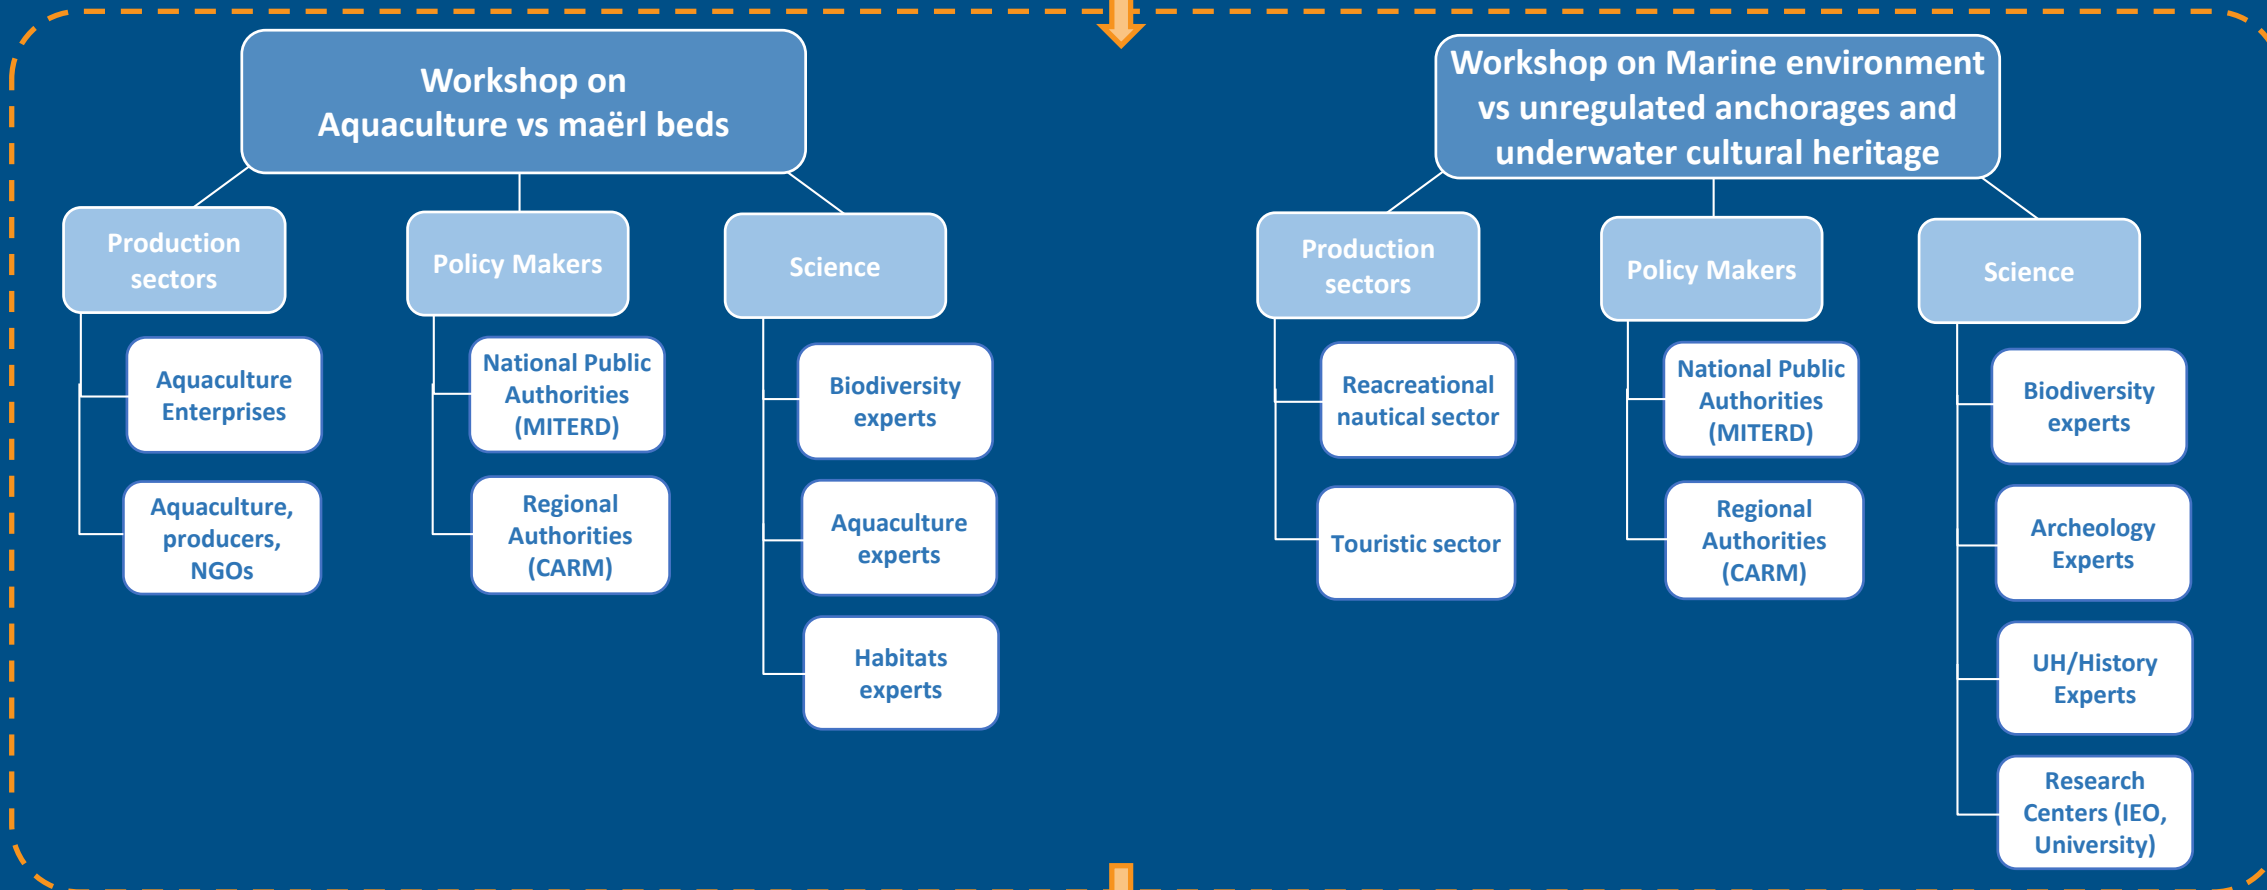 Workshop on
Aquaculture vs maërl beds
Production
sectors
Aquaculture
Enterprises
Aquaculture,
producers,
NGOs
Policy Makers
National Public
Authorities
(MITERD)
Regional
Authorities
(CARM)
Science
Biodiversity
experts
Aquaculture
experts
Habitats
experts
Workshop on Marine environment
vs unregulated anchorages and
underwater cultural heritage
Production
sectors
Reacreational
nautical sector
Touristic sector
Policy Makers
National Public
Authorities
(MITERD)
Regional
Authorities
(CARM)
Science
Biodiversity
experts
Archeology
Experts
UH/History
Experts
Research
Centers (IEO,
University)